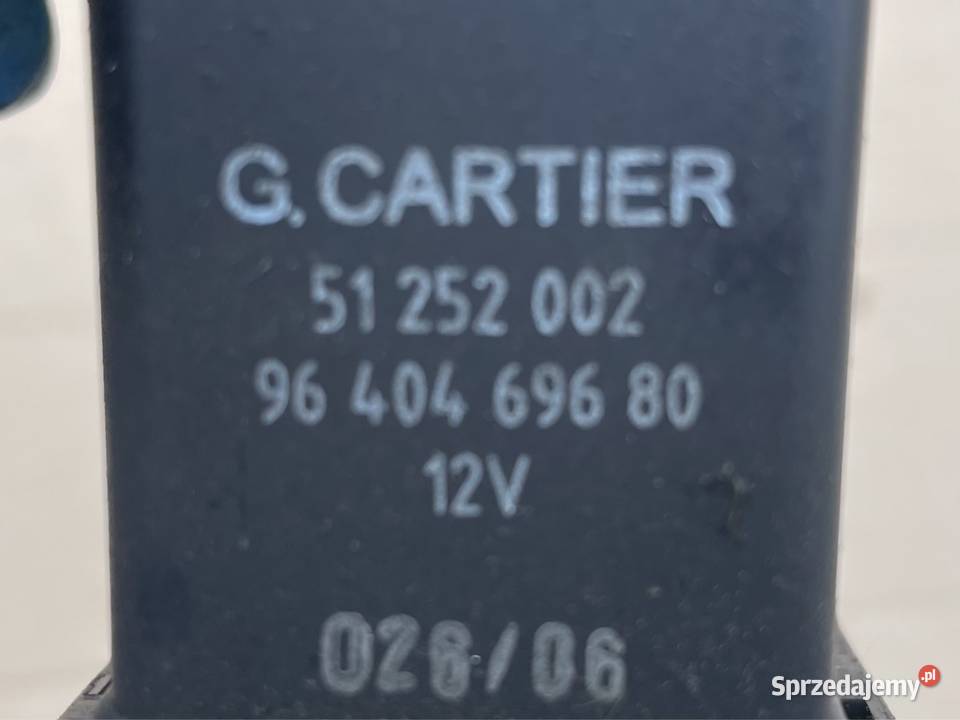 G. CARTIER
51 252 002
96 404 696 80
12V
026/06
Sprzedajemy.pl